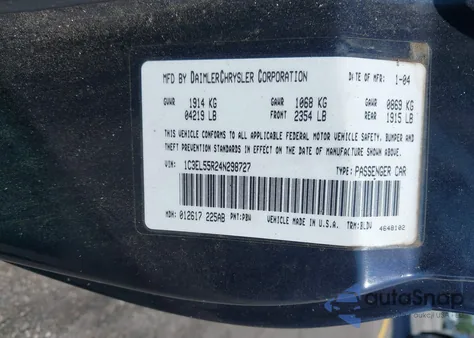 MFD BY DAIMLERCHRYSLER CORPORATION DATE OF MFR: 1-04
GVWR 1914 KG GAWR 1068 KG GAWR 0869 KG
04219 LB FRONT 2354 LB REAR 1915 LB
THIS VEHICLE CONFORMS TO ALL APPLICABLE FEDERAL MOTOR VEHICLE SAFETY, BUMPER AND
THEFT PREVENTION STANDARDS IN EFFECT ON THE DATE OF MANUFACTURE SHOWN ABOVE.
VIN: 1C3EL55R24N298727 TYPE: PASSENGER CAR
MDH: 012617 225AB PNT: PBV VEHICLE MADE IN U.S.A. TRM: BLDV 4648102
autoSnap